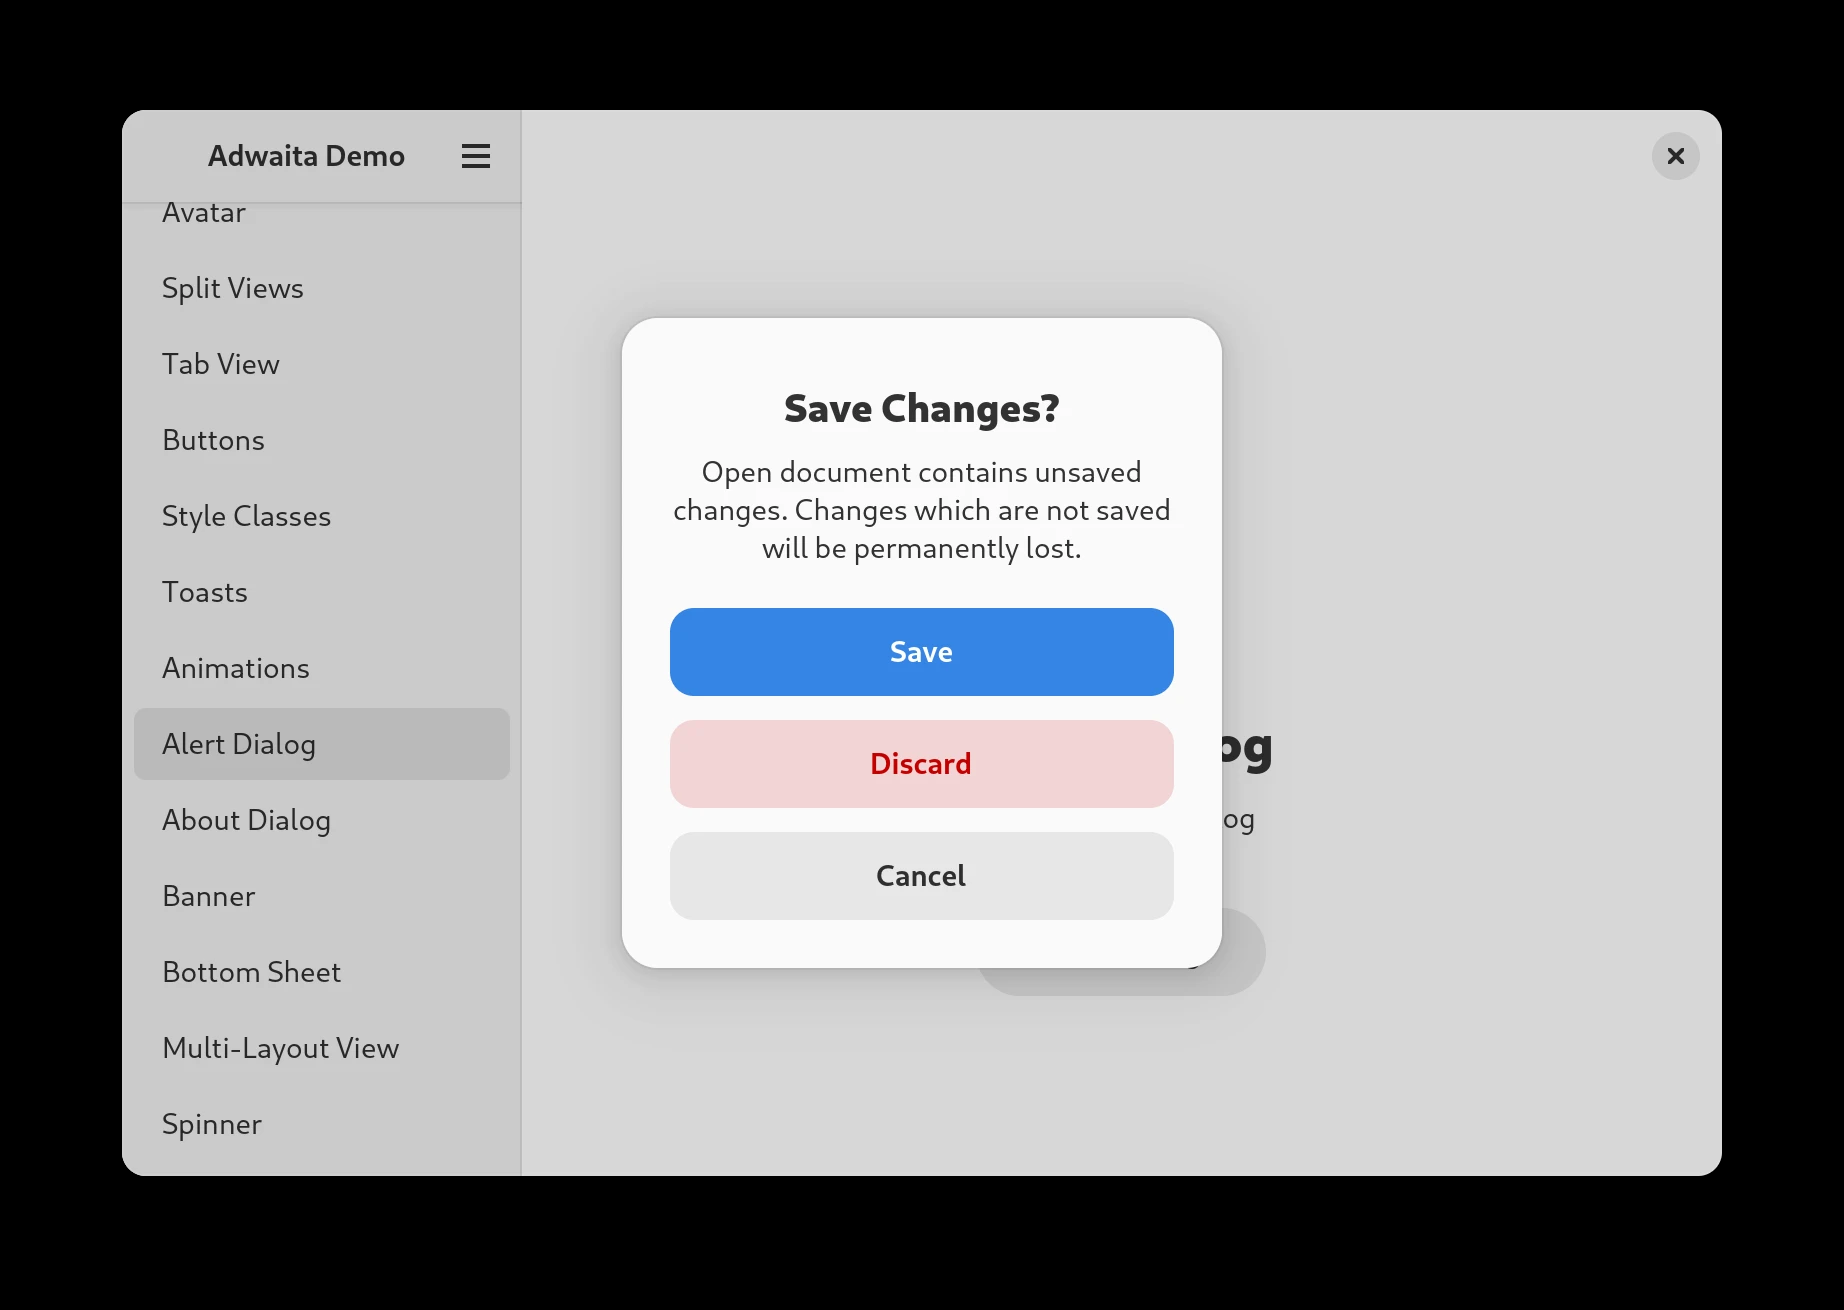 Adwaita Demo
Avatar
Split Views
Tab View
Buttons
Style Classes
Toasts
Animations
Alert Dialog
About Dialog
Banner
Bottom Sheet
Multi-Layout View
Spinner
Save Changes?
Open document contains unsaved
changes. Changes which are not saved
will be permanently lost.
Save
Discard
Cancel